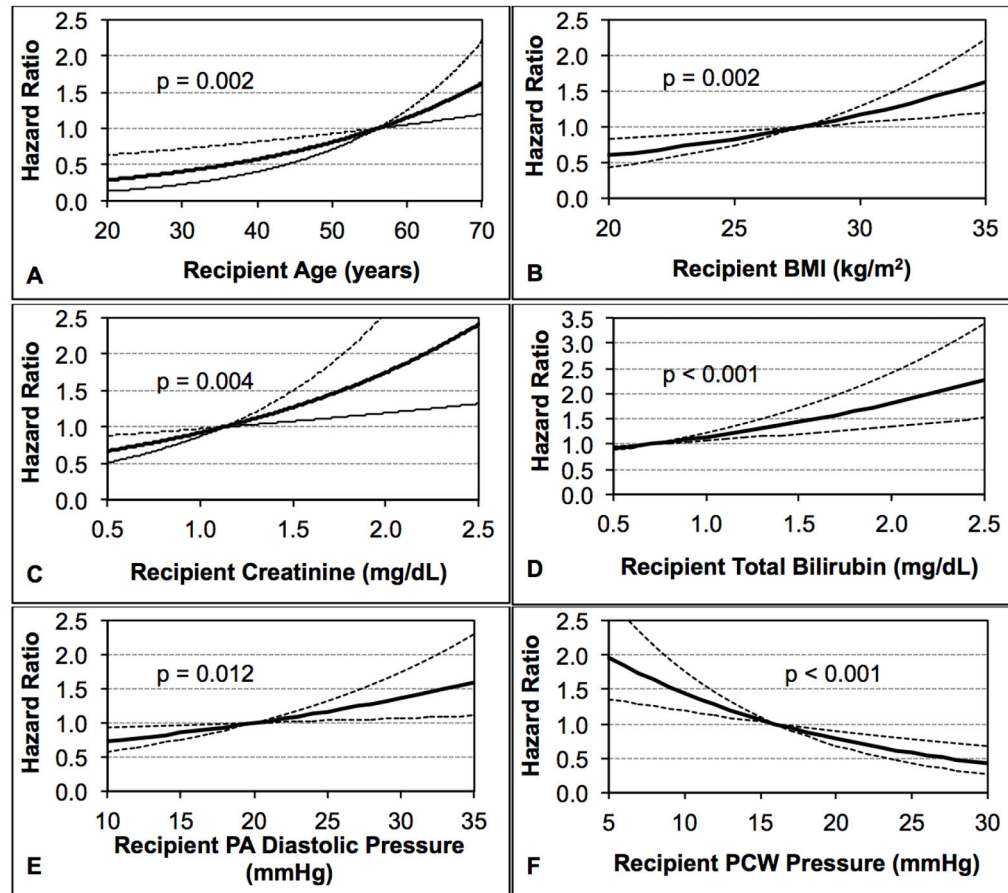 2.5
2.0
1.5
1.0
0.5
0.0
Hazard Ratio
p = 0.002
20 30 40 50 60 70
A
Recipient Age (years)
2.5
2.0
1.5
1.0
0.5
0.0
Hazard Ratio
p = 0.002
20 25 30 35
B
Recipient BMI (kg/m²)
2.5
2.0
1.5
1.0
0.5
0.0
Hazard Ratio
p = 0.004
0.5 1.0 1.5 2.0 2.5
C
Recipient Creatinine (mg/dL)
3.5
3.0
2.5
2.0
1.5
1.0
0.5
0.0
Hazard Ratio
p < 0.001
0.5 1.0 1.5 2.0 2.5
D
Recipient Total Bilirubin (mg/dL)
2.5
2.0
1.5
1.0
0.5
0.0
Hazard Ratio
p = 0.012
10 15 20 25 30 35
Recipient PA Diastolic Pressure
E
(mmHg)
2.5
2.0
1.5
1.0
0.5
0.0
Hazard Ratio
p < 0.001
5 10 15 20 25 30
F
Recipient PCW Pressure (mmHg)